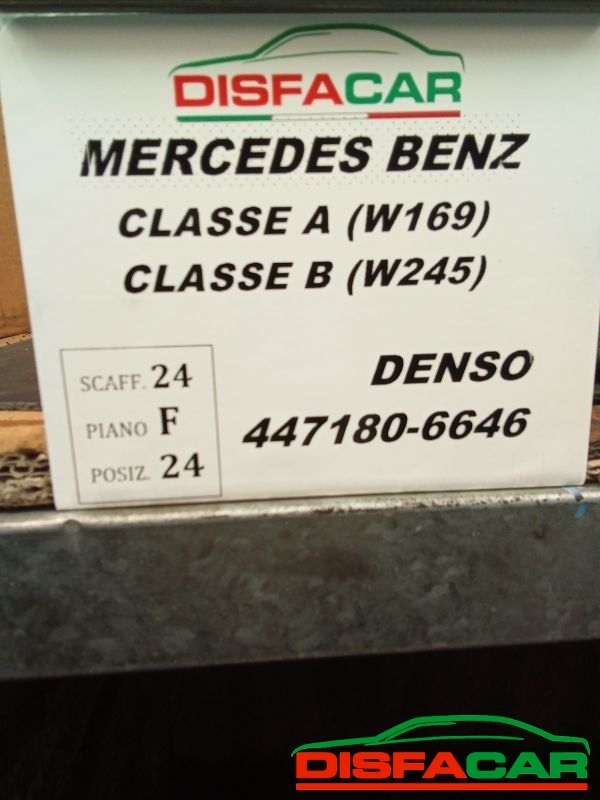 DISFACAR
MERCEDES BENZ
CLASSE A (W169)
CLASSE B (W245)
SCAFF. 24
PIANO F
POSIZ. 24
DENSO
447180-6646
DISFACAR